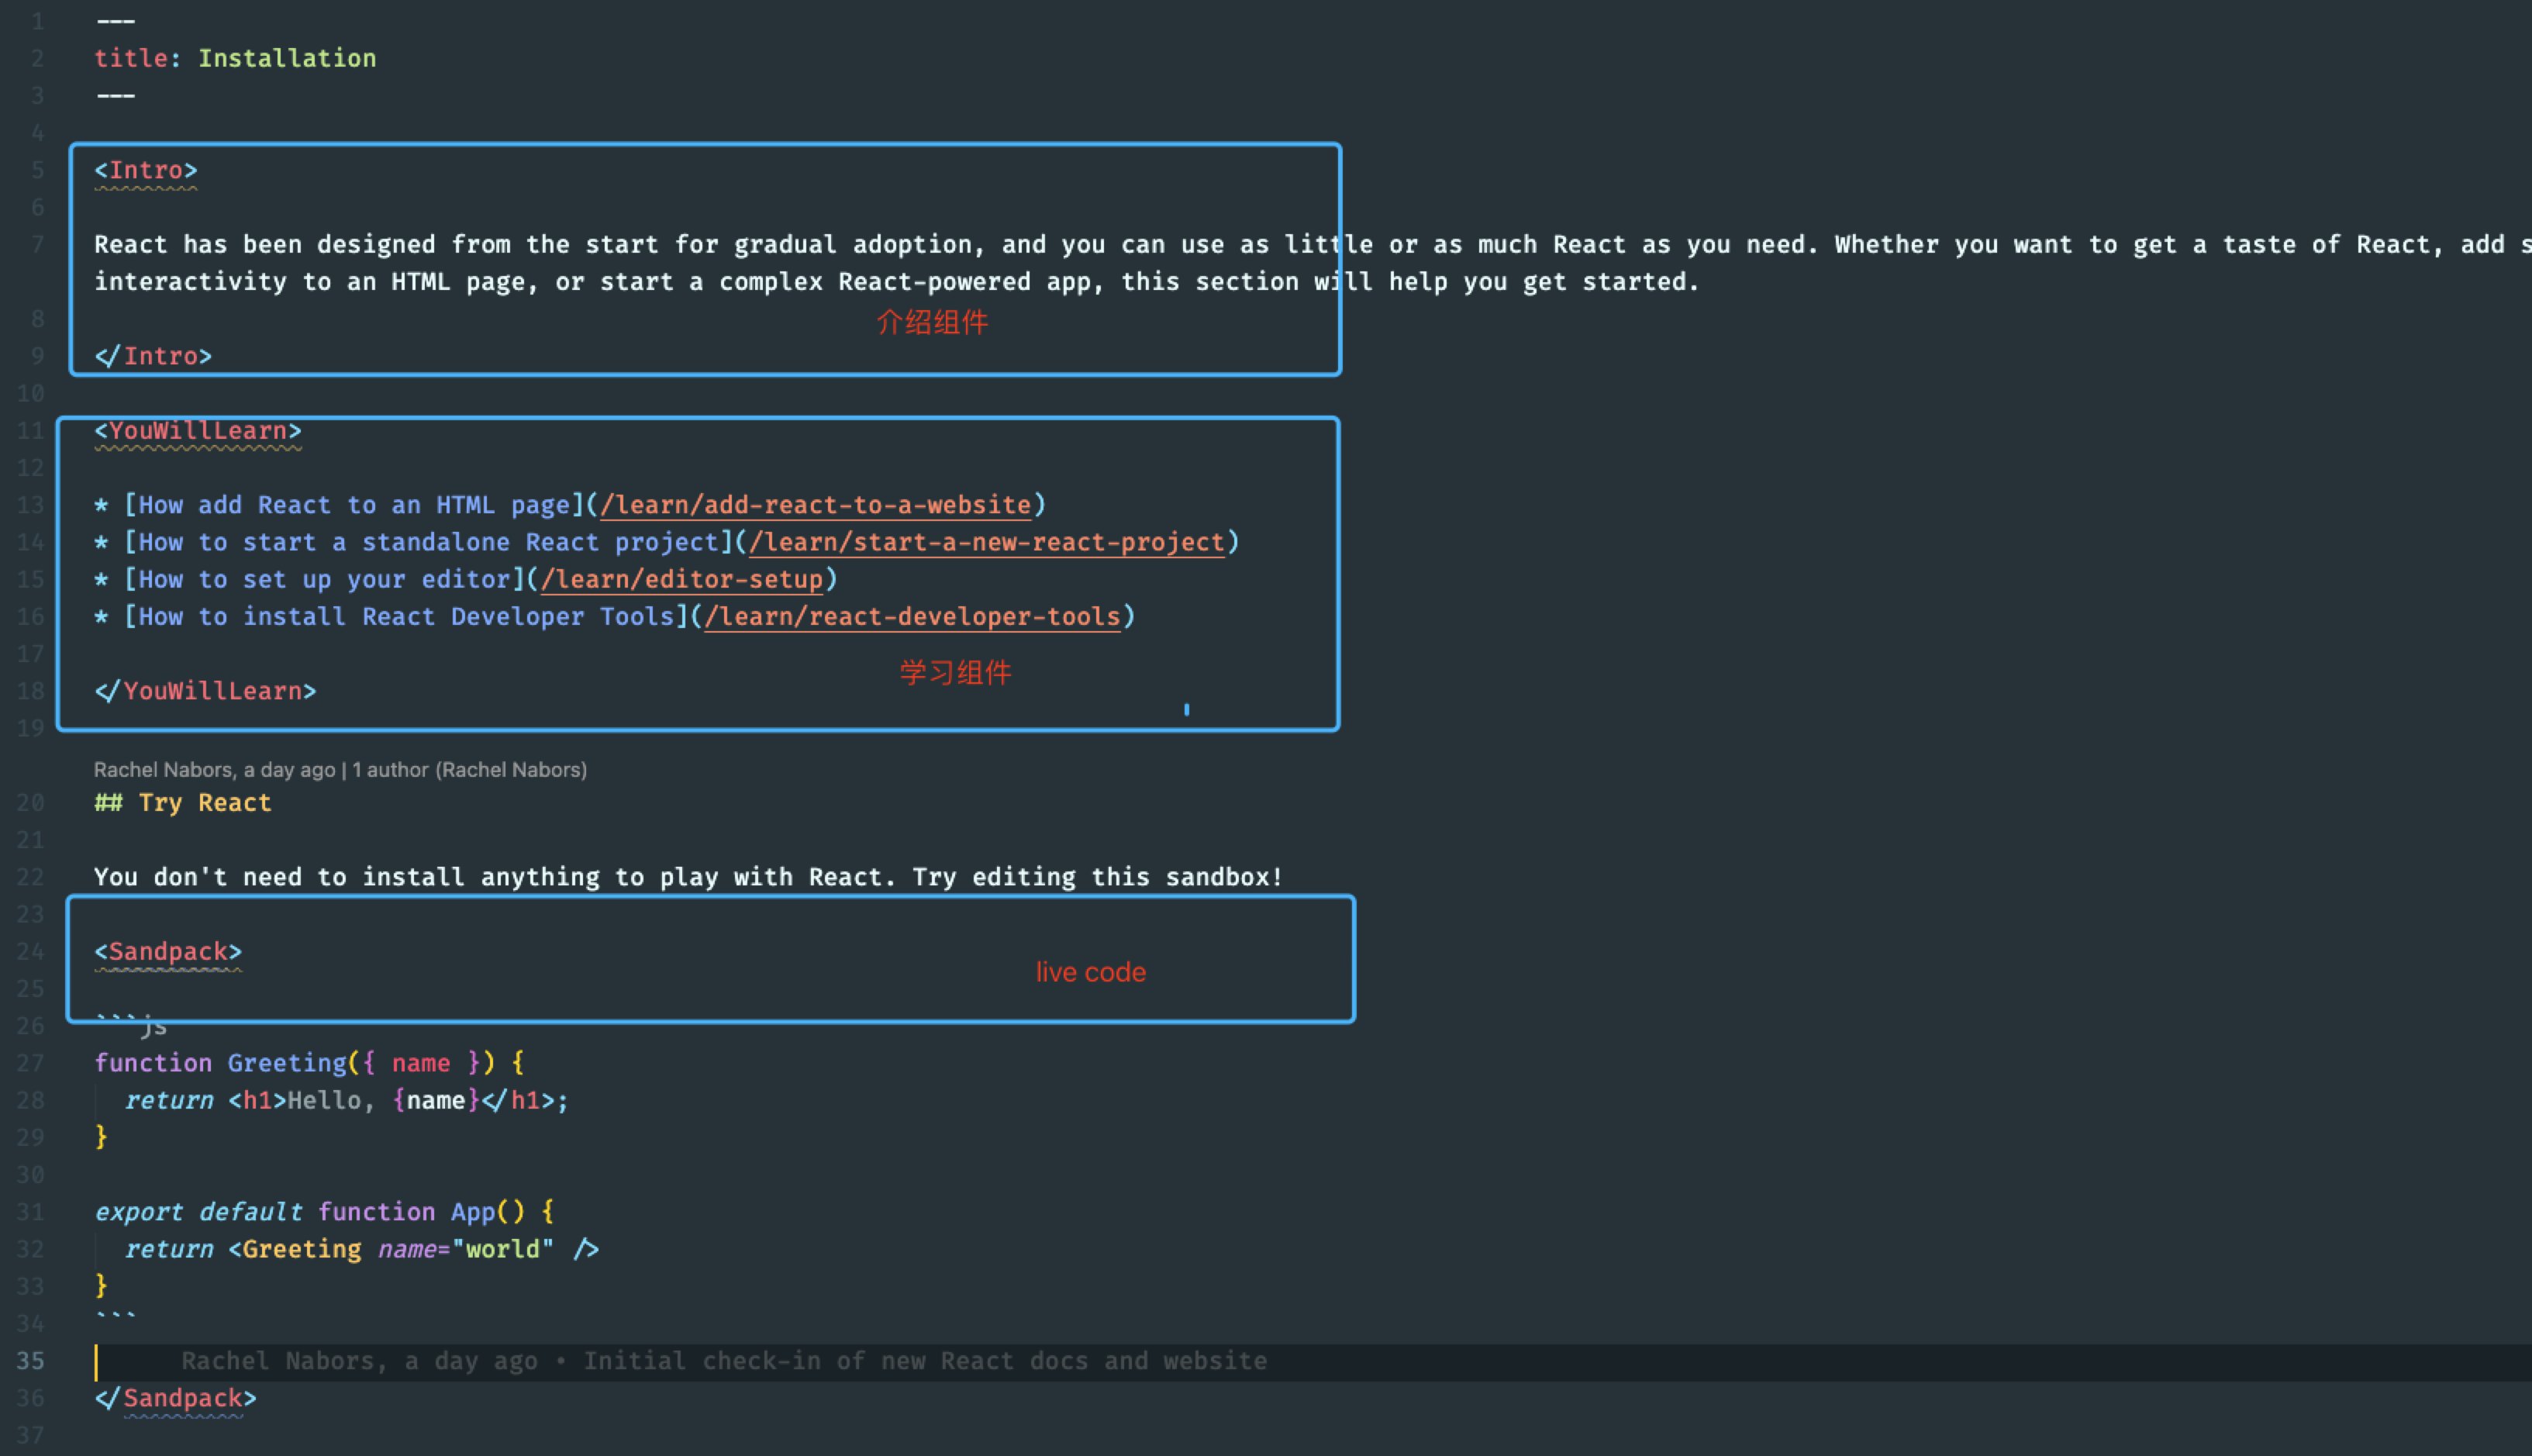 1 ---
2 title: Installation
3 ---
4
5 <Intro>
6
7 React has been designed from the start for gradual adoption, and you can use as little or as much React as you need. Whether you want to get a taste of React, add s
interactivity to an HTML page, or start a complex React-powered app, this section will help you get started.
8
介绍组件
9 </Intro>
10
11 <YouWillLearn>
12
13 * [How add React to an HTML page](/learn/add-react-to-a-website)
14 * [How to start a standalone React project](/learn/start-a-new-react-project)
15 * [How to set up your editor](/learn/editor-setup)
16 * [How to install React Developer Tools](/learn/react-developer-tools)
17
学习组件
18 </YouWillLearn>
19
Rachel Nabors, a day ago | 1 author (Rachel Nabors)
20 ## Try React
21
22 You don't need to install anything to play with React. Try editing this sandbox!
23
24 <Sandpack>
live code
25
26 ```js
27 function Greeting({ name }) {
28 return <h1>Hello, {name}</h1>;
29 }
30
31 export default function App() {
32 return <Greeting name="world" />
33 }
34 ```
35 Rachel Nabors, a day ago • Initial check-in of new React docs and website
36 </Sandpack>
37